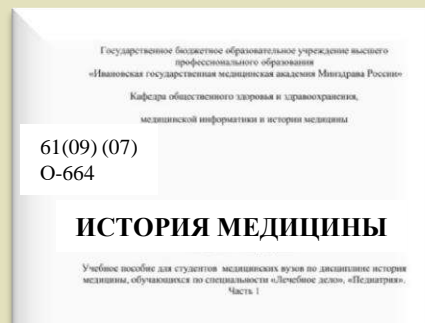 Государственное бюджетное образовательное учреждение высшего
профессионального образования
«Ивановская государственная медицинская академия Минздрава России»
Кафедра общественного здоровья и здравоохранения,
медицинской информатики и истории медицины
61(09) (07)
О-664
ИСТОРИЯ МЕДИЦИНЫ
Учебное пособие для студентов медицинских вузов по дисциплине история
медицины, обучающихся по специальности «Лечебное дело», «Педиатрия».
Часть 1